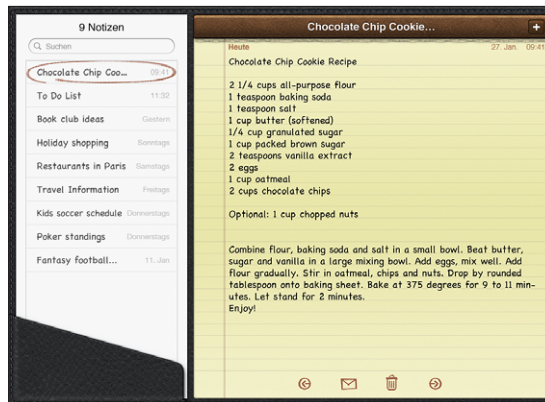 9 Notizen
Suchen
Chocolate Chip Coo... 09:41
To Do List 11:32
Book club ideas Gestern
Holiday shopping Sonntags
Restaurants in Paris Samstags
Travel Information Freitags
Kids soccer schedule Donnerstags
Poker standings Donnerstags
Fantasy football... 11. Jan
Chocolate Chip Cookie...
+
Heute 27. Jan. 09:41
Chocolate Chip Cookie Recipe
2 1/4 cups all-purpose flour
1 teaspoon baking soda
1 teaspoon salt
1 cup butter (softened)
1/4 cup granulated sugar
1 cup packed brown sugar
2 teaspoons vanilla extract
2 eggs
1 cup oatmeal
2 cups chocolate chips
Optional: 1 cup chopped nuts
Combine flour, baking soda and salt in a small bowl. Beat butter,
sugar and vanilla in a large mixing bowl. Add eggs, mix well. Add
flour gradually. Stir in oatmeal, chips and nuts. Drop by rounded
tablespoon onto baking sheet. Bake at 375 degrees for 9 to 11 min-
utes. Let stand for 2 minutes.
Enjoy!